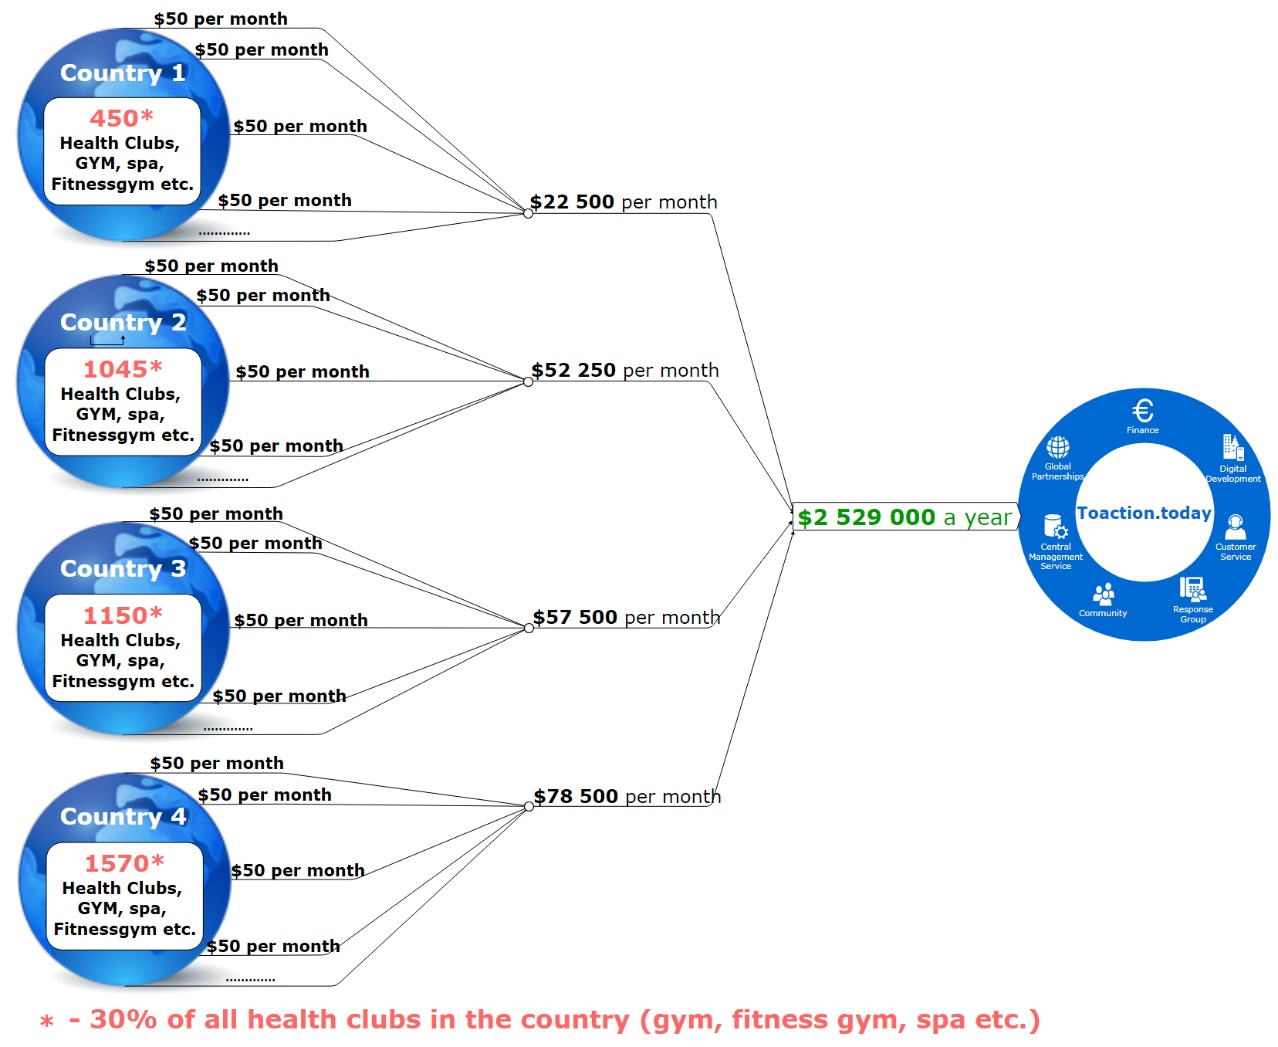 $50 per month
$50 per month
Country 1
450*
Health Clubs,
GYM, spa,
Fitnessgym etc.
$50 per month
$50 per month
.............
$22 500 per month
$50 per month
$50 per month
Country 2
1045*
Health Clubs,
GYM, spa,
Fitnessgym etc.
$50 per month
$50 per month
.............
$52 250 per month
$50 per month
$50 per month
Country 3
1150*
Health Clubs,
GYM, spa,
Fitnessgym etc.
$50 per month
$50 per month
.............
$57 500 per month
$50 per month
$50 per month
Country 4
1570*
Health Clubs,
GYM, spa,
Fitnessgym etc.
$50 per month
$50 per month
.............
$78 500 per month
$2 529 000 a year
Toaction.today
€
Finance
Digital
Development
Customer
Service
Response
Group
Community
Central
Management
Service
Global
Partnerships
* - 30% of all health clubs in the country (gym, fitness gym, spa etc.)